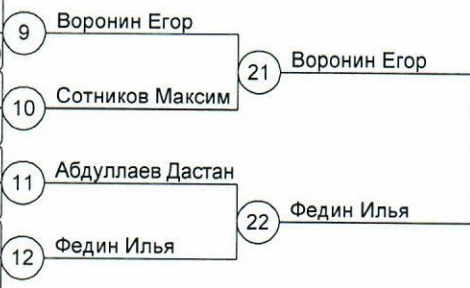 9 Воронин Егор
21 Воронин Егор
10 Сотников Максим
11 Абдуллаев Дастан
22 Федин Илья
12 Федин Илья